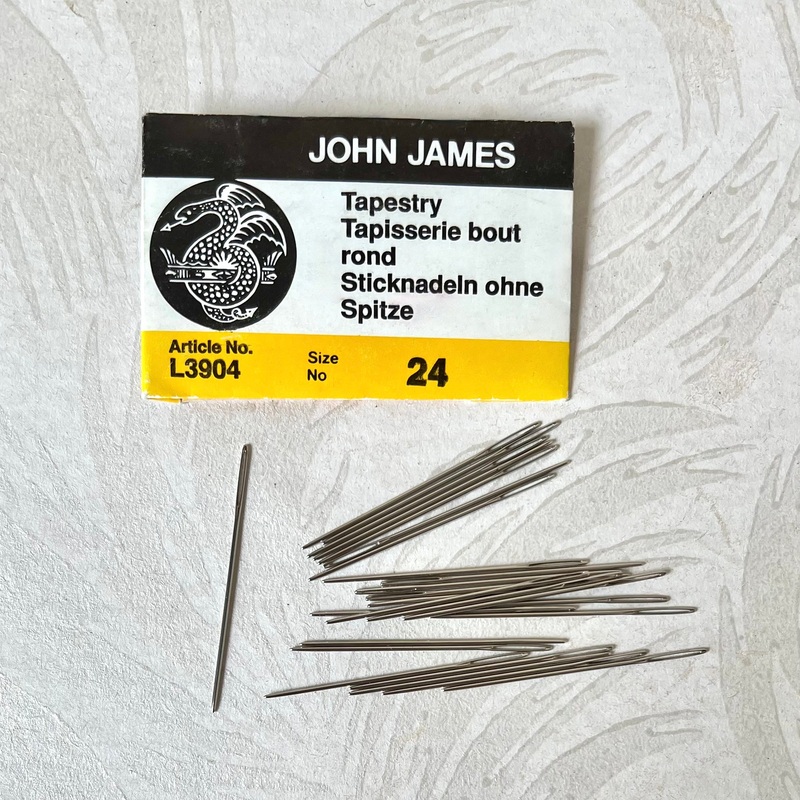 JOHN JAMES
Tapestry
Tapisserie bout
rond
Sticknadeln ohne
Spitze
Article No.
L3904
Size
No
24